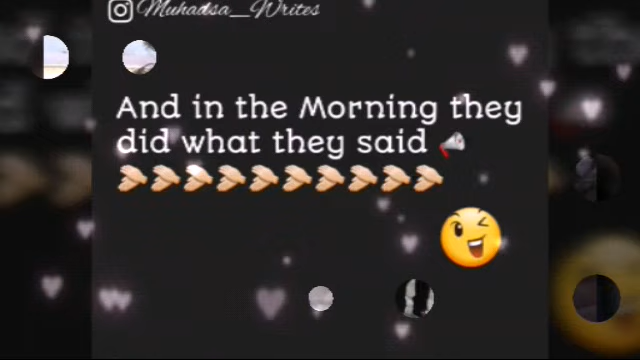 Muhadsa_Writes
And in the Morning they
did what they said 📢
🫱🫱🫱🫱🫱🫱🫱🫱🫱🫱
😜